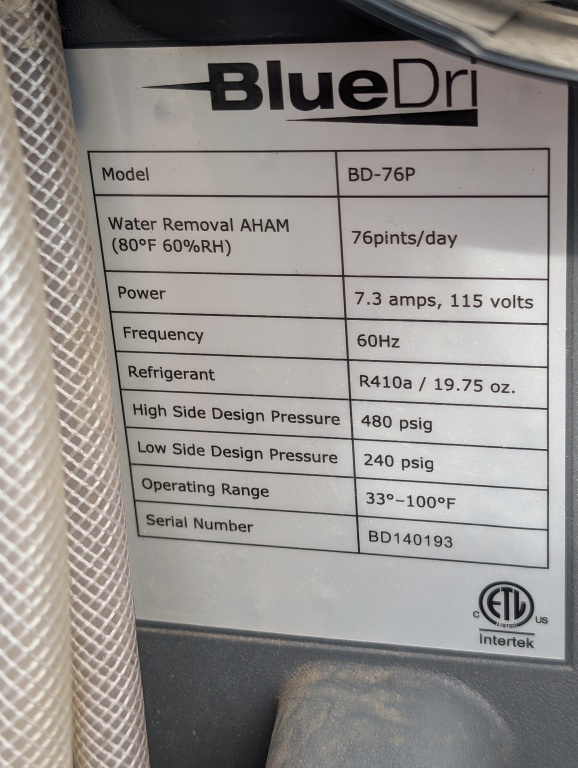 BlueDri
Model BD-76P
Water Removal AHAM
(80°F 60%RH) 76pints/day
Power 7.3 amps, 115 volts
Frequency 60Hz
Refrigerant R410a / 19.75 oz.
High Side Design Pressure 480 psig
Low Side Design Pressure 240 psig
Operating Range 33°–100°F
Serial Number BD140193
C ETL US
LISTED
Intertek